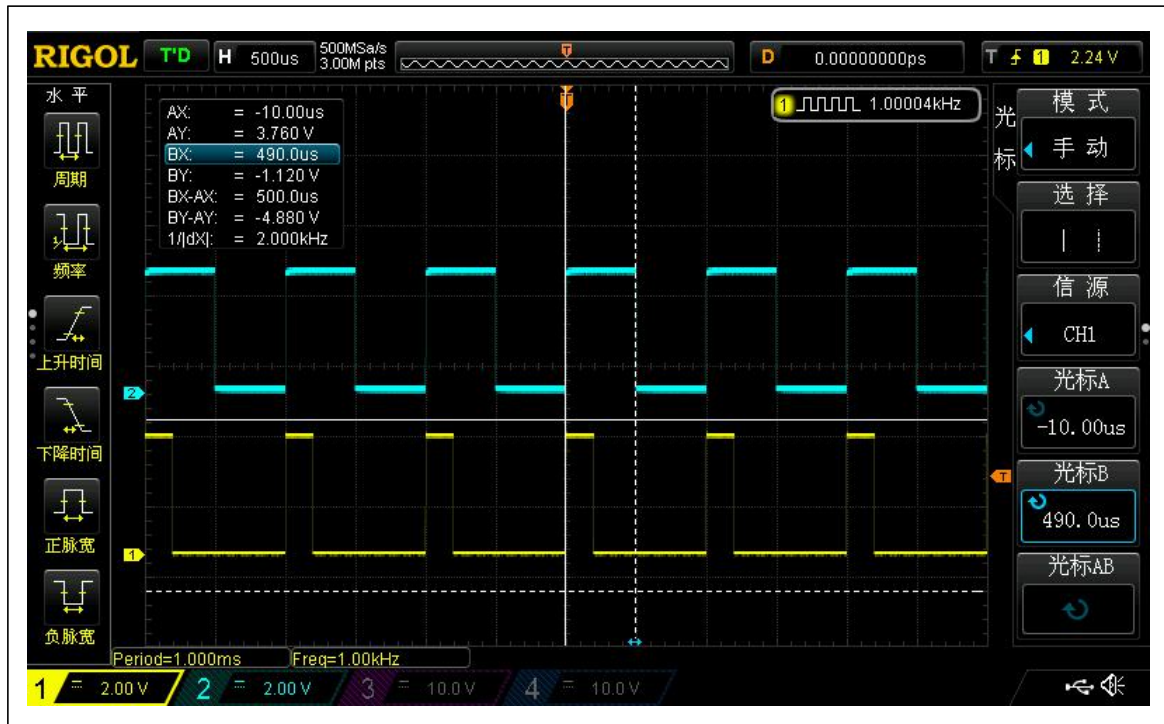 RIGOL T'D H 500us 500MSa/s 3.00M pts D 0.00000000ps T 1 2.24 V
水平
周期
频率
上升时间
下降时间
正脉宽
负脉宽
AX: = -10.00us
AY: = 3.760 V
BX: = 490.0us
BY: = -1.120 V
BX-AX: = 500.0us
BY-AY: = -4.880 V
1/|dX|: = 2.000kHz
T
1 1.00004kHz
2
1
T
光标
模式
手动
选择
信源
CH1
光标A
-10.00us
光标B
490.0us
光标AB
Period=1.000ms Freq=1.00kHz
1 = 2.00 V 2 = 2.00 V 3 = 10.0 V 4 = 10.0 V